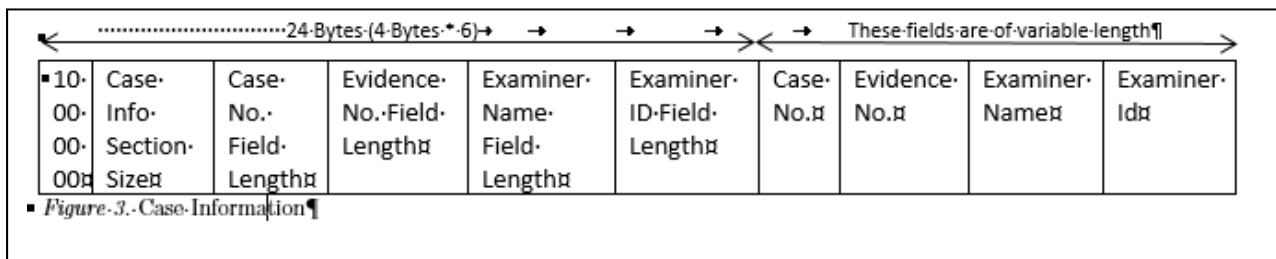 24 Bytes (4 Bytes * 6) These fields are of variable length¶
10 00 00 00¤ Case Info Section Size¤ Case No. Field Length¤ Evidence No. Field Length¤ Examiner Name Field Length¤ Examiner ID Field Length¤ Case No.¤ Evidence No.¤ Examiner Name¤ Examiner Id¤
Figure 3. Case Information¶